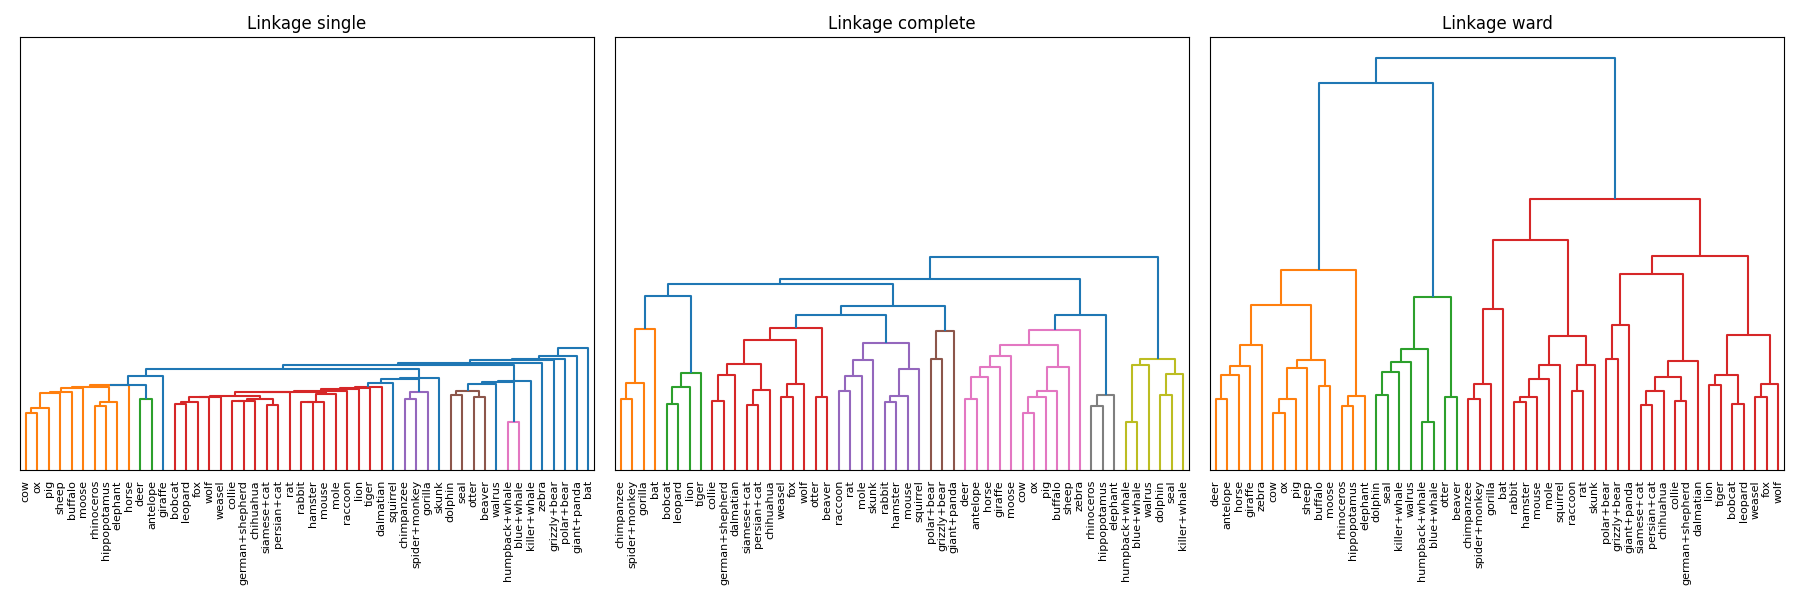 Linkage single
cow
ox
pig
sheep
buffalo
moose
rhinoceros
hippopotamus
elephant
horse
deer
antelope
giraffe
bobcat
leopard
fox
wolf
weasel
collie
german+shepherd
chihuahua
siamese+cat
persian+cat
rat
rabbit
hamster
mouse
mole
raccoon
lion
tiger
dalmatian
squirrel
chimpanzee
spider+monkey
gorilla
skunk
dolphin
seal
otter
beaver
walrus
humpback+whale
blue+whale
killer+whale
zebra
grizzly+bear
polar+bear
giant+panda
bat
Linkage complete
chimpanzee
spider+monkey
gorilla
bat
bobcat
leopard
lion
tiger
collie
german+shepherd
dalmatian
siamese+cat
persian+cat
chihuahua
weasel
fox
wolf
otter
beaver
raccoon
rat
mole
skunk
rabbit
hamster
mouse
squirrel
polar+bear
grizzly+bear
giant+panda
deer
antelope
horse
giraffe
moose
cow
ox
pig
buffalo
sheep
zebra
rhinoceros
hippopotamus
elephant
humpback+whale
blue+whale
walrus
dolphin
seal
killer+whale
Linkage ward
deer
antelope
horse
giraffe
zebra
cow
ox
pig
sheep
buffalo
moose
rhinoceros
hippopotamus
elephant
dolphin
seal
killer+whale
walrus
humpback+whale
blue+whale
otter
beaver
chimpanzee
spider+monkey
gorilla
bat
rabbit
hamster
mouse
mole
squirrel
raccoon
rat
skunk
polar+bear
grizzly+bear
giant+panda
siamese+cat
persian+cat
chihuahua
collie
german+shepherd
dalmatian
lion
tiger
bobcat
leopard
weasel
fox
wolf